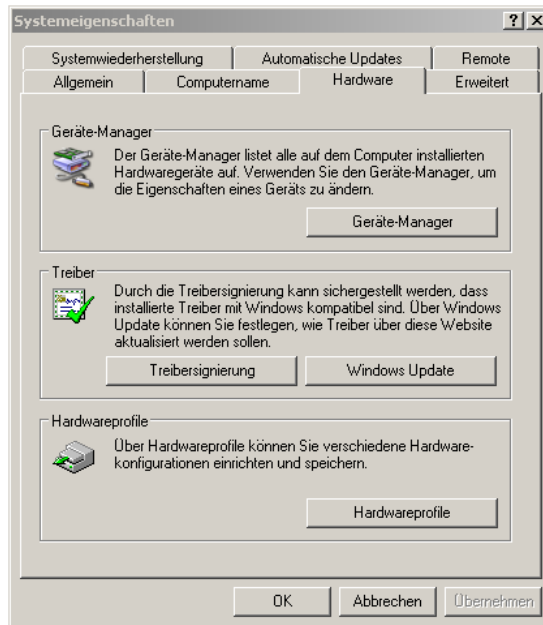 Systemeigenschaften
Systemwiederherstellung Automatische Updates Remote
Allgemein Computername Hardware Erweitert
Geräte-Manager
Der Geräte-Manager listet alle auf dem Computer installierten
Hardwaregeräte auf. Verwenden Sie den Geräte-Manager, um
die Eigenschaften eines Geräts zu ändern.
Geräte-Manager
Treiber
Durch die Treibersignierung kann sichergestellt werden, dass
installierte Treiber mit Windows kompatibel sind. Über Windows
Update können Sie festlegen, wie Treiber über diese Website
aktualisiert werden sollen.
Treibersignierung Windows Update
Hardwareprofile
Über Hardwareprofile können Sie verschiedene Hardware-
konfigurationen einrichten und speichern.
Hardwareprofile
OK Abbrechen Übernehmen